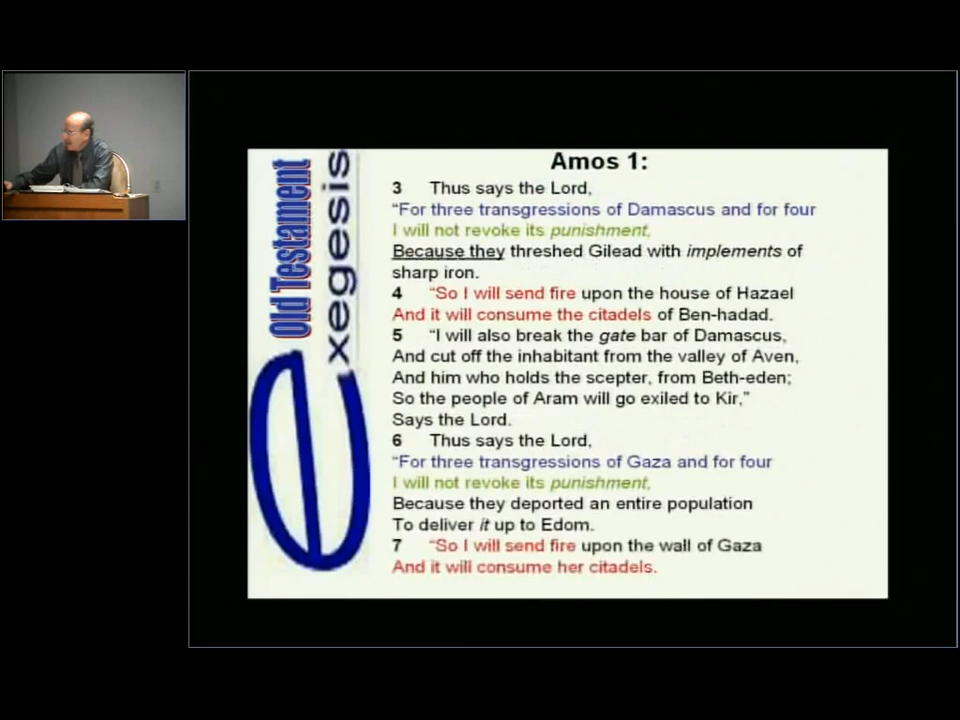 Old Testament
exegesis
Amos 1:
3 Thus says the Lord,
“For three transgressions of Damascus and for four
I will not revoke its punishment,
Because they threshed Gilead with implements of
sharp iron.
4 “So I will send fire upon the house of Hazael
And it will consume the citadels of Ben-hadad.
5 “I will also break the gate bar of Damascus,
And cut off the inhabitant from the valley of Aven,
And him who holds the scepter, from Beth-eden;
So the people of Aram will go exiled to Kir,”
Says the Lord.
6 Thus says the Lord,
“For three transgressions of Gaza and for four
I will not revoke its punishment,
Because they deported an entire population
To deliver it up to Edom.
7 “So I will send fire upon the wall of Gaza
And it will consume her citadels.